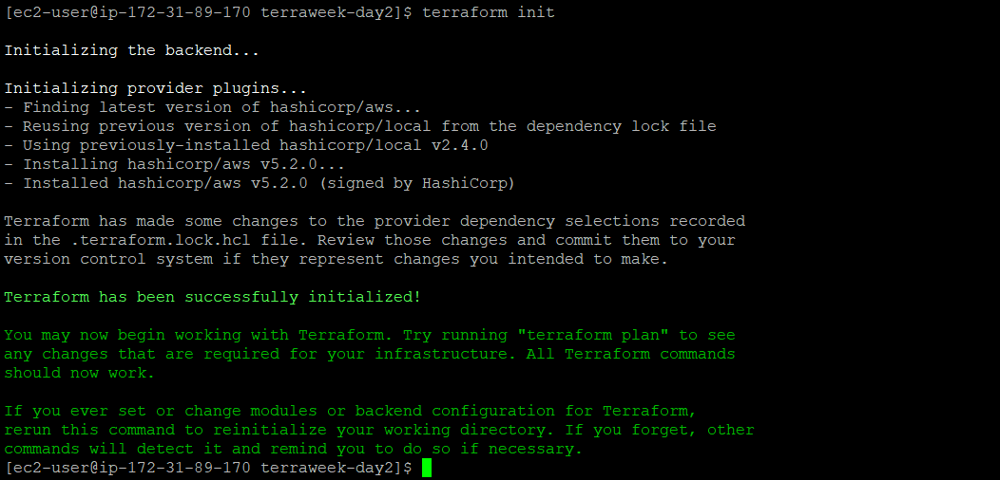 [ec2-user@ip-172-31-89-170 terraweek-day2]$ terraform init
Initializing the backend...
Initializing provider plugins...
- Finding latest version of hashicorp/aws...
- Reusing previous version of hashicorp/local from the dependency lock file
- Using previously-installed hashicorp/local v2.4.0
- Installing hashicorp/aws v5.2.0...
- Installed hashicorp/aws v5.2.0 (signed by HashiCorp)
Terraform has made some changes to the provider dependency selections recorded
in the .terraform.lock.hcl file. Review those changes and commit them to your
version control system if they represent changes you intended to make.
Terraform has been successfully initialized!
You may now begin working with Terraform. Try running "terraform plan" to see
any changes that are required for your infrastructure. All Terraform commands
should now work.
If you ever set or change modules or backend configuration for Terraform,
rerun this command to reinitialize your working directory. If you forget, other
commands will detect it and remind you to do so if necessary.
[ec2-user@ip-172-31-89-170 terraweek-day2]$